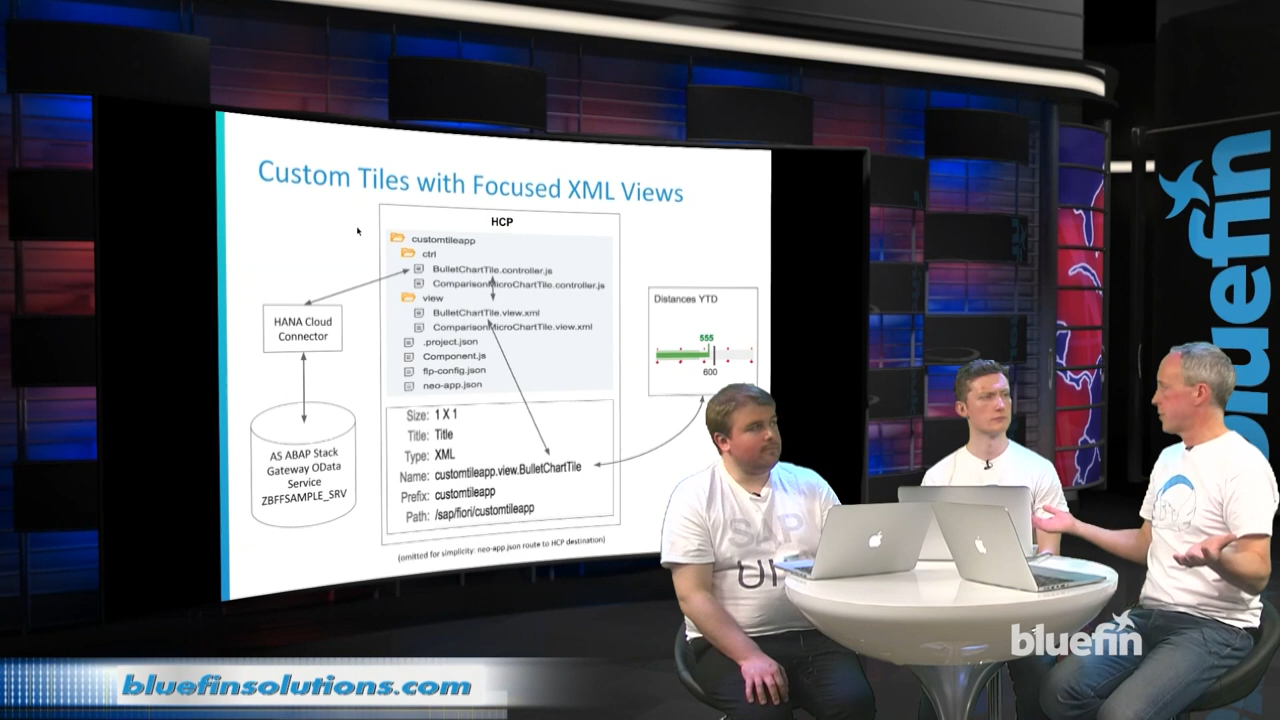 Custom Tiles with Focused XML Views
HCP
customtileapp
ctrl
BulletChartTile.controller.js
ComparisonMicroChartTile.controller.js
view
BulletChartTile.view.xml
ComparisonMicroChartTile.view.xml
.project.json
Component.js
flp-config.json
neo-app.json
HANA Cloud
Connector
AS ABAP Stack
Gateway OData
Service
ZBFFSAMPLE_SRV
Size: 1 X 1
Title: Title
Type: XML
Name: customtileapp.view.BulletChartTile
Prefix: customtileapp
Path: /sap/fiori/customtileapp
(omitted for simplicity: neo-app.json route to HCP destination)
Distances YTD
555
600
SAP
UI
bluefin
bluefin
bluefinsolutions.com